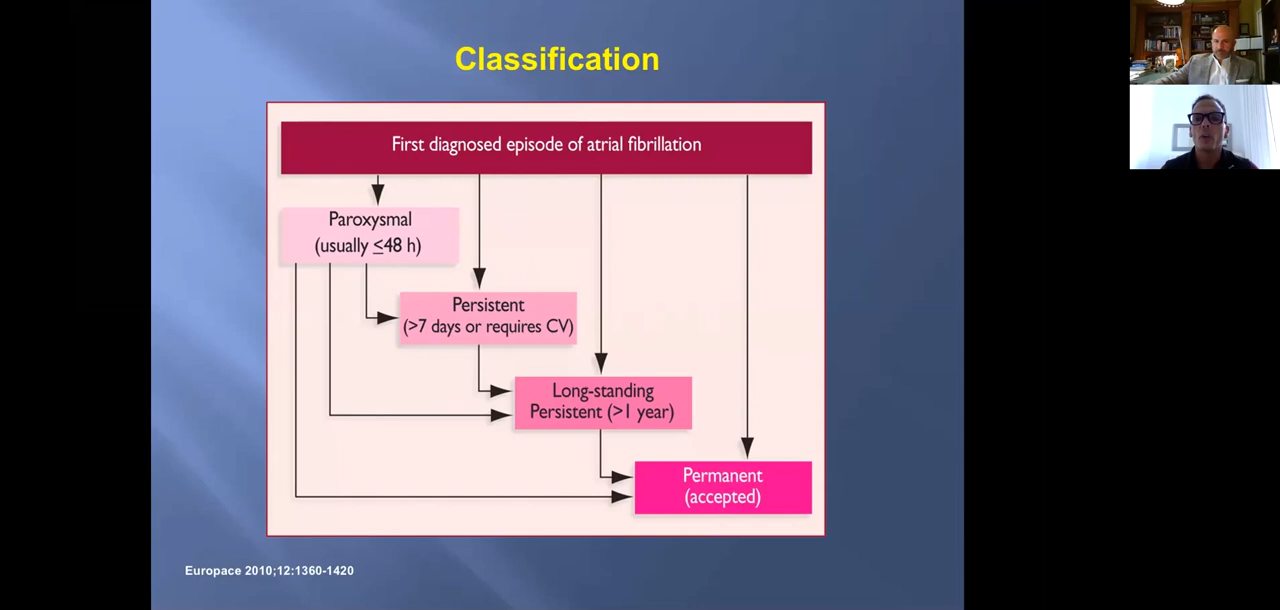 Classification
First diagnosed episode of atrial fibrillation
Paroxysmal
(usually ≤48 h)
Persistent
(>7 days or requires CV)
Long-standing
Persistent (>1 year)
Permanent
(accepted)
Europace 2010;12:1360-1420